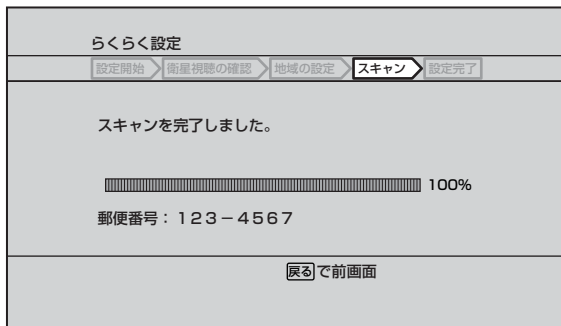 らくらく設定
設定開始 衛星視聴の確認 地域の設定 スキャン 設定完了
スキャンを完了しました。
100%
郵便番号：１２３－４５６７
戻るで前画面